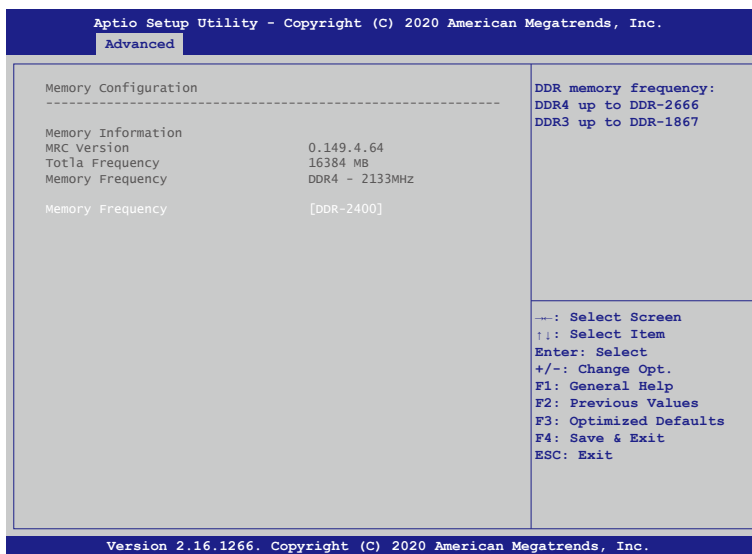 Aptio Setup Utility - Copyright (C) 2020 American Megatrends, Inc.
Advanced
Memory Configuration
---------------------------------------------------------
Memory Information
MRC Version 0.149.4.64
Totla Frequency 16384 MB
Memory Frequency DDR4 - 2133MHz
Memory Frequency [DDR-2400]
DDR memory frequency:
DDR4 up to DDR-2666
DDR3 up to DDR-1867
→←: Select Screen
↑↓: Select Item
Enter: Select
+/-: Change Opt.
F1: General Help
F2: Previous Values
F3: Optimized Defaults
F4: Save & Exit
ESC: Exit
Version 2.16.1266. Copyright (C) 2020 American Megatrends, Inc.